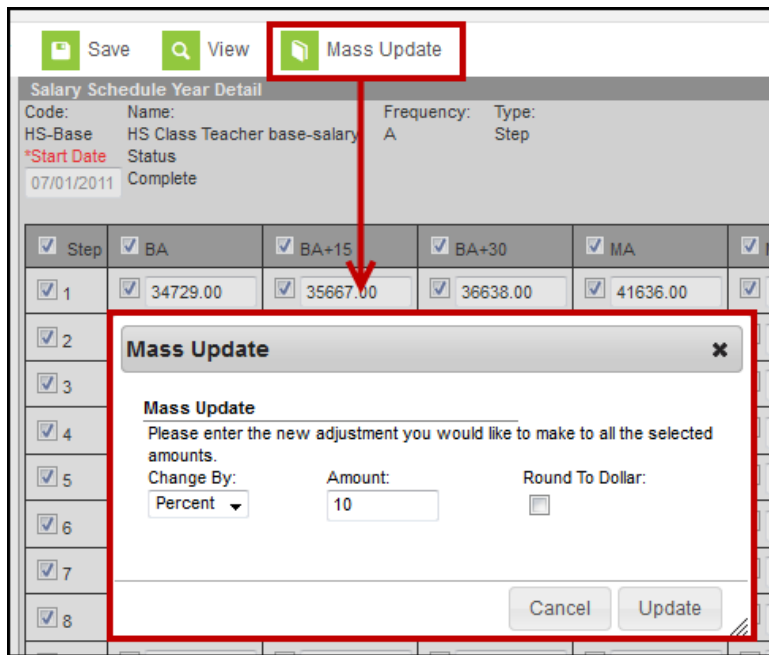 Save View Mass Update
Salary Schedule Year Detail
Code: Name: Frequency: Type:
HS-Base HS Class Teacher base-salary A Step
*Start Date Status
07/01/2011 Complete
Step BA BA+15 BA+30 MA
1 34729.00 35667.00 36638.00 41636.00
2
Mass Update
3
Mass Update
4 Please enter the new adjustment you would like to make to all the selected
amounts.
5 Change By: Amount: Round To Dollar:
Percent 10
6
7
8 Cancel Update